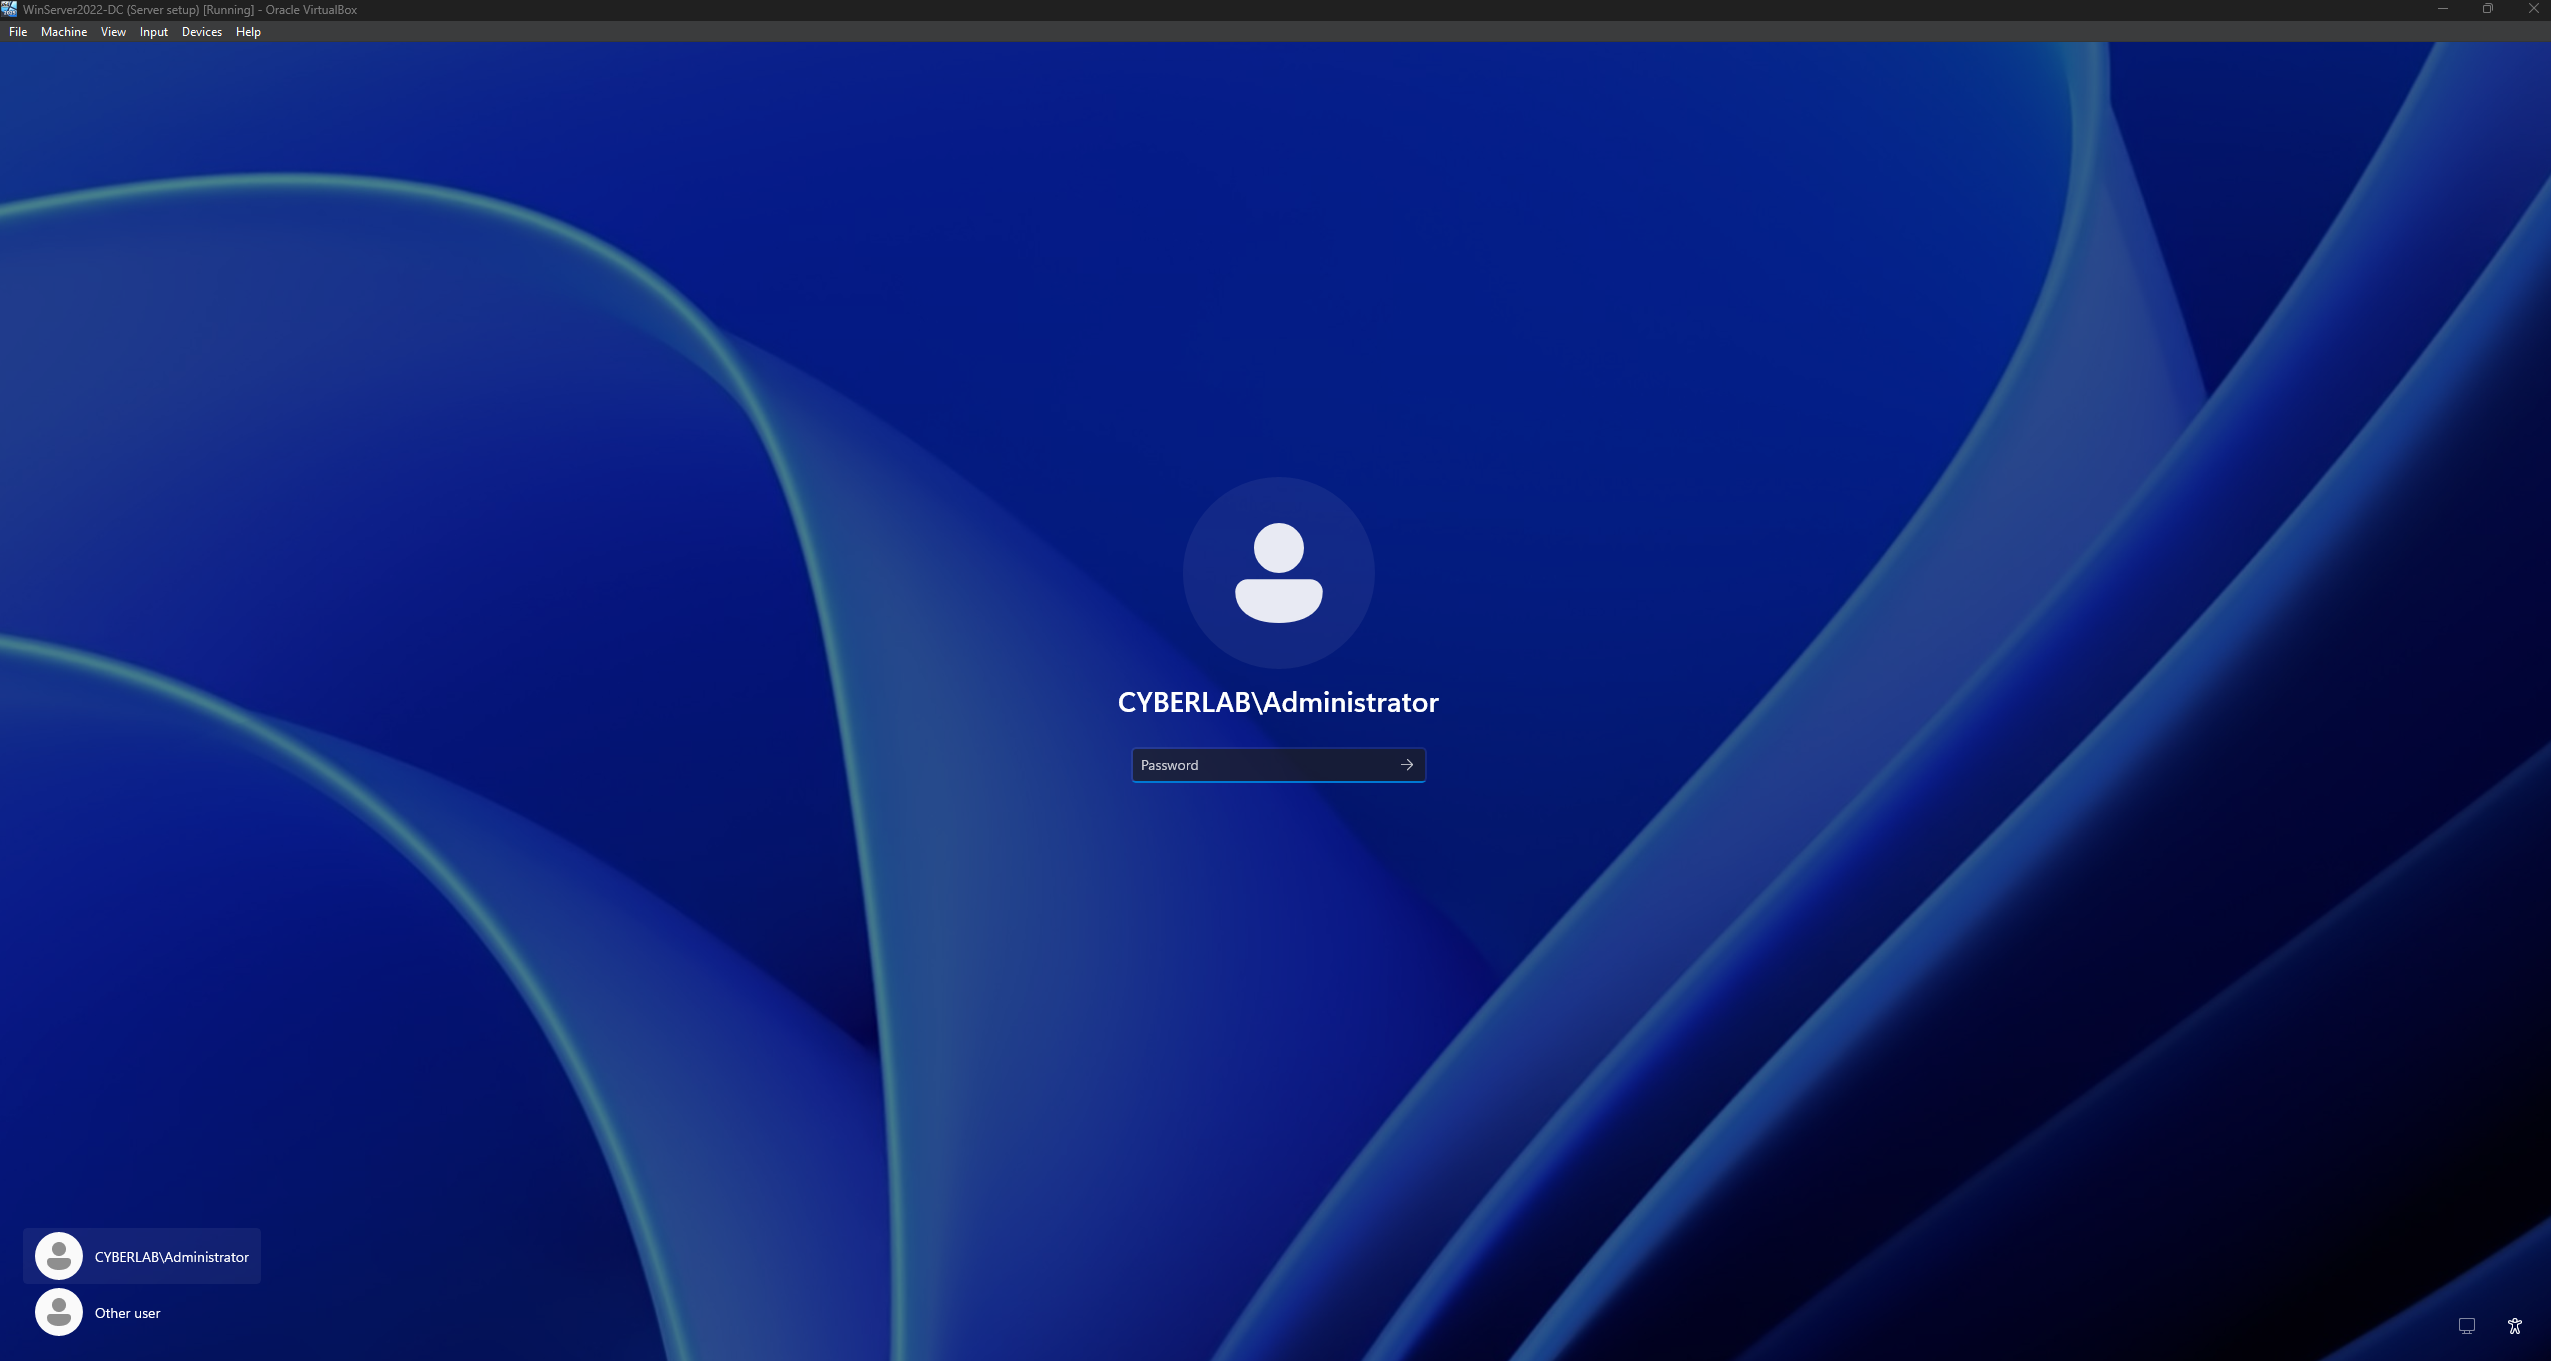 WinServer2022-DC (Server setup) [Running] - Oracle VirtualBox
File Machine View Input Devices Help
CYBERLAB\Administrator
Password
CYBERLAB\Administrator
Other user